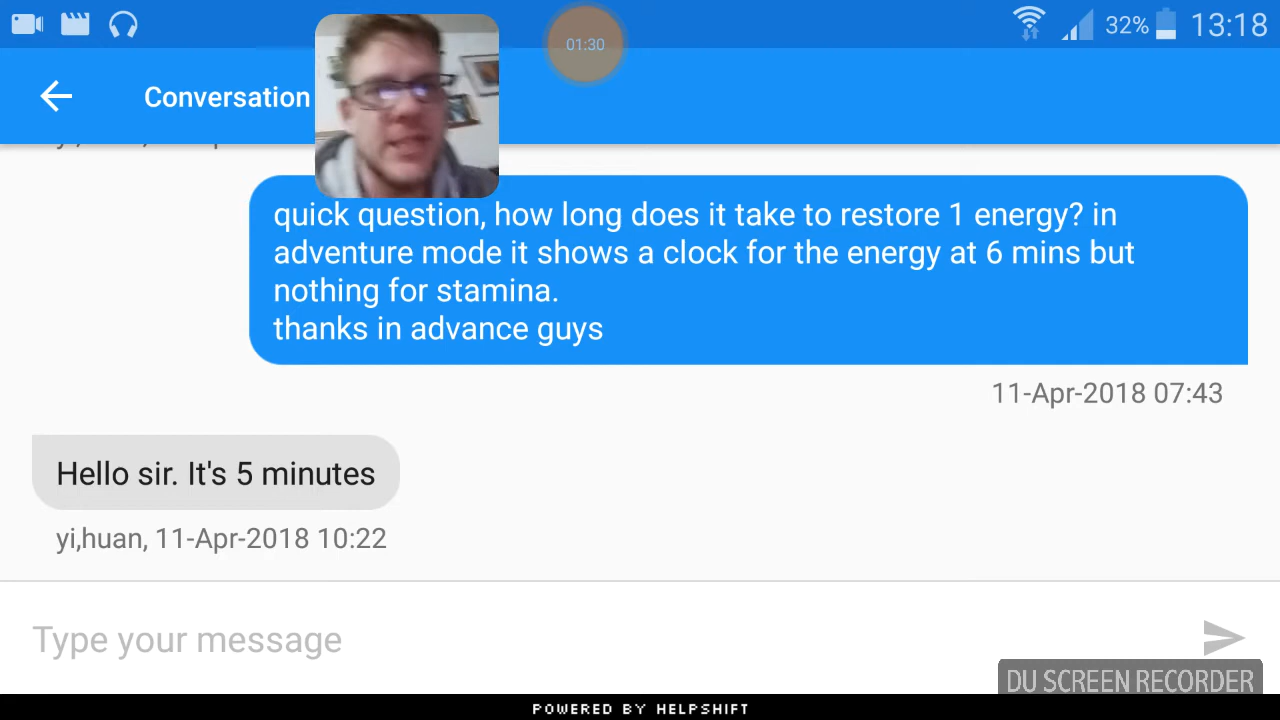 01:30
32% 13:18
Conversation
quick question, how long does it take to restore 1 energy? in
adventure mode it shows a clock for the energy at 6 mins but
nothing for stamina.
thanks in advance guys
11-Apr-2018 07:43
Hello sir. It's 5 minutes
yi,huan, 11-Apr-2018 10:22
Type your message
DU SCREEN RECORDER
POWERED BY HELPSHIFT